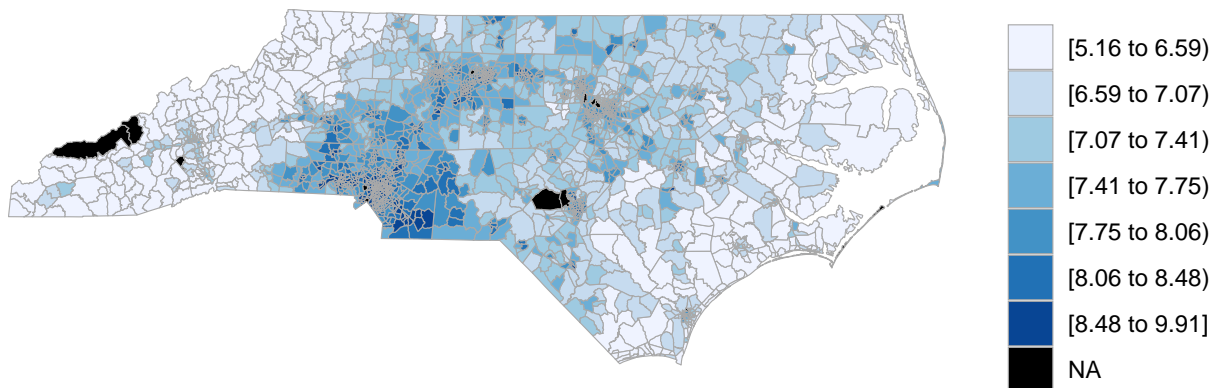 [5.16 to 6.59)
[6.59 to 7.07)
[7.07 to 7.41)
[7.41 to 7.75)
[7.75 to 8.06)
[8.06 to 8.48)
[8.48 to 9.91]
NA